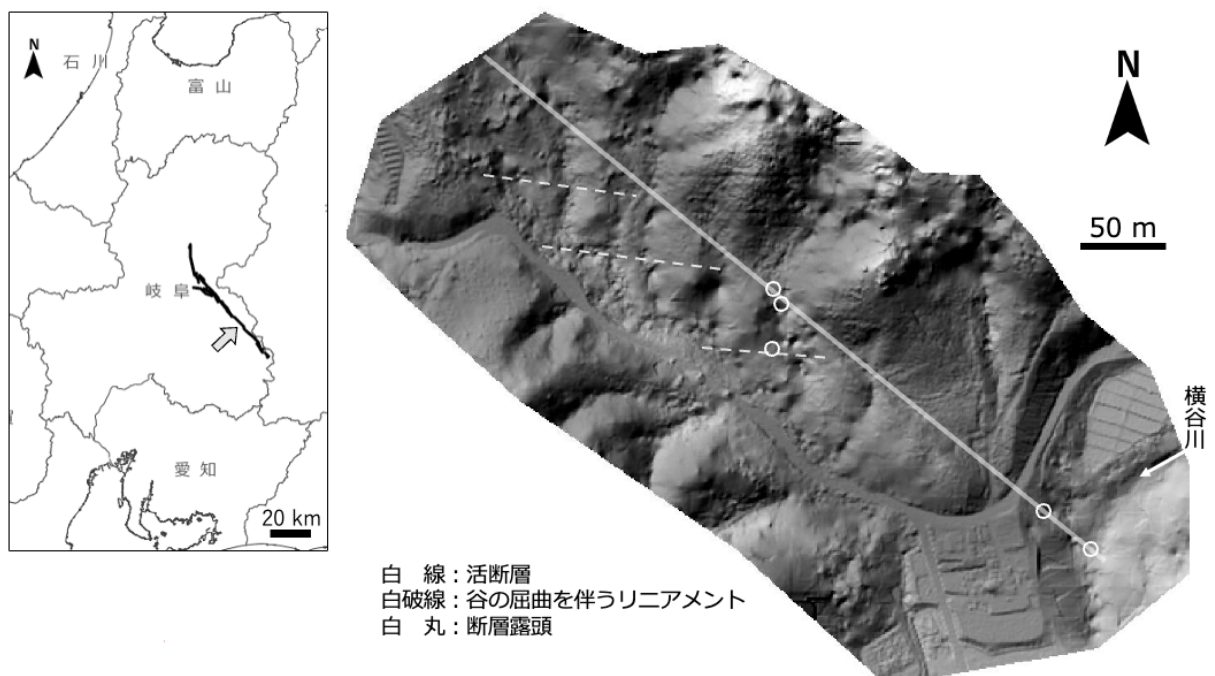 N
石川
富山
岐阜
愛知
20 km
N
50 m
横谷川
白　線：活断層
白破線：谷の屈曲を伴うリニアメント
白　丸：断層露頭